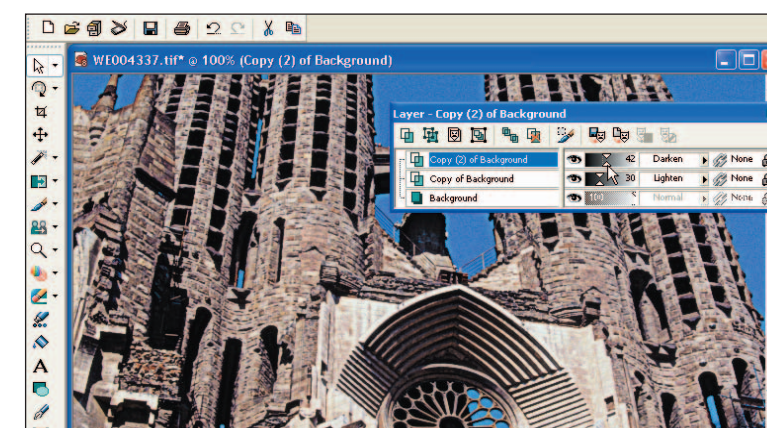 WE004337.tif* @ 100% (Copy (2) of Background)
Layer - Copy (2) of Background
Copy (2) of Background 42 Darken None
Copy of Background 30 Lighten None
Background 100 Normal None
A